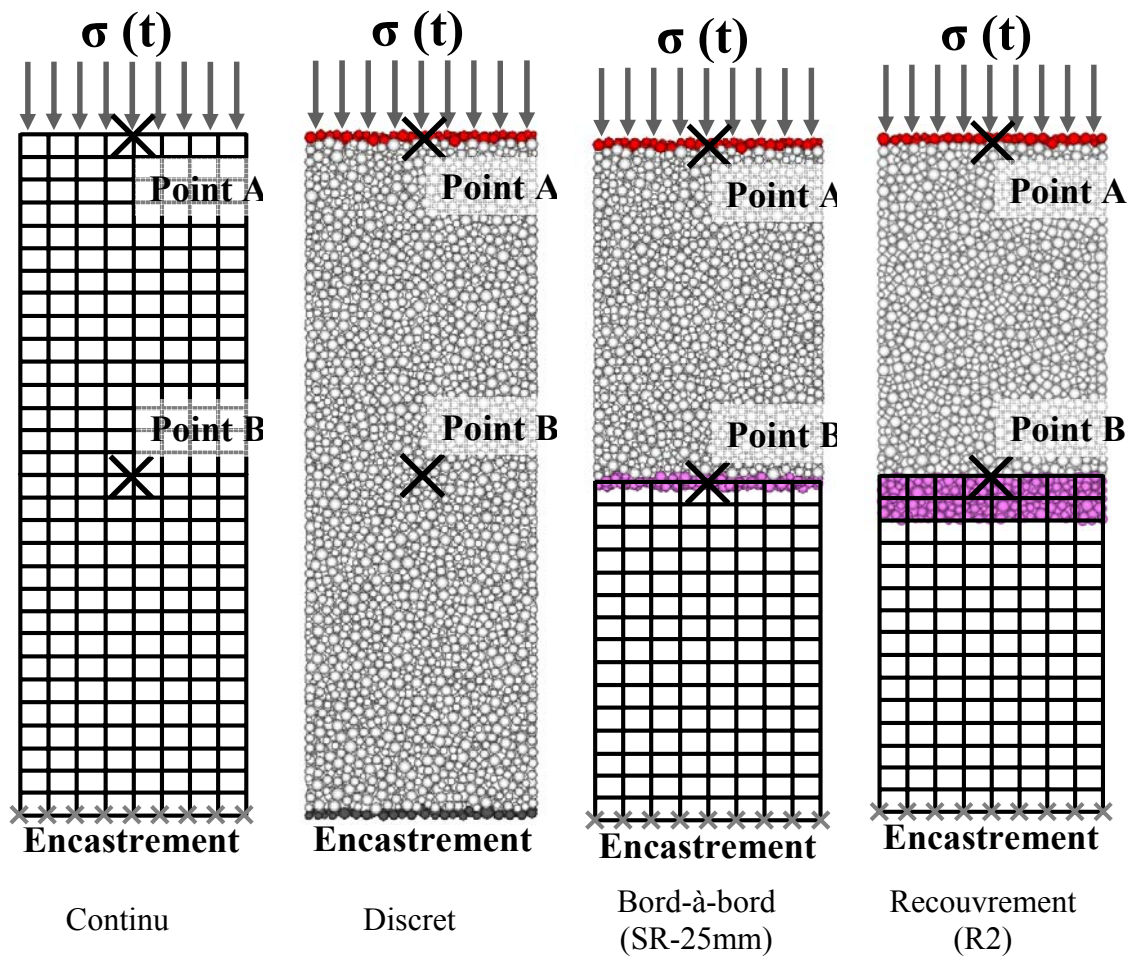 σ (t) σ (t) σ (t) σ (t)
Point A Point A Point A Point A
Point B Point B Point B Point B
Encastrement Encastrement Encastrement Encastrement
Continu Discret Bord-à-bord Recouvrement
(SR-25mm) (R2)